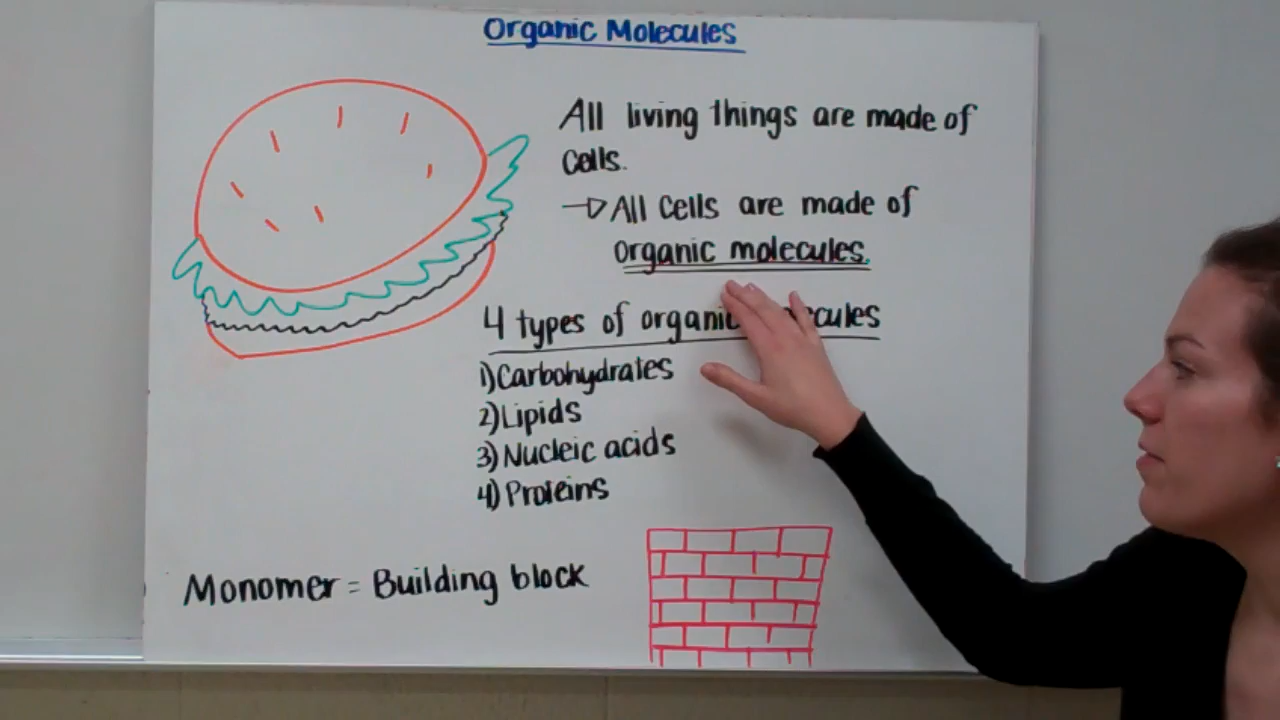 Organic Molecules
All living things are made of
Cells.
→ All Cells are made of
organic molecules.
4 types of organic
1) Carbohydrates
2) Lipids
3) Nucleic acids
4) Proteins
Monomer = Building block